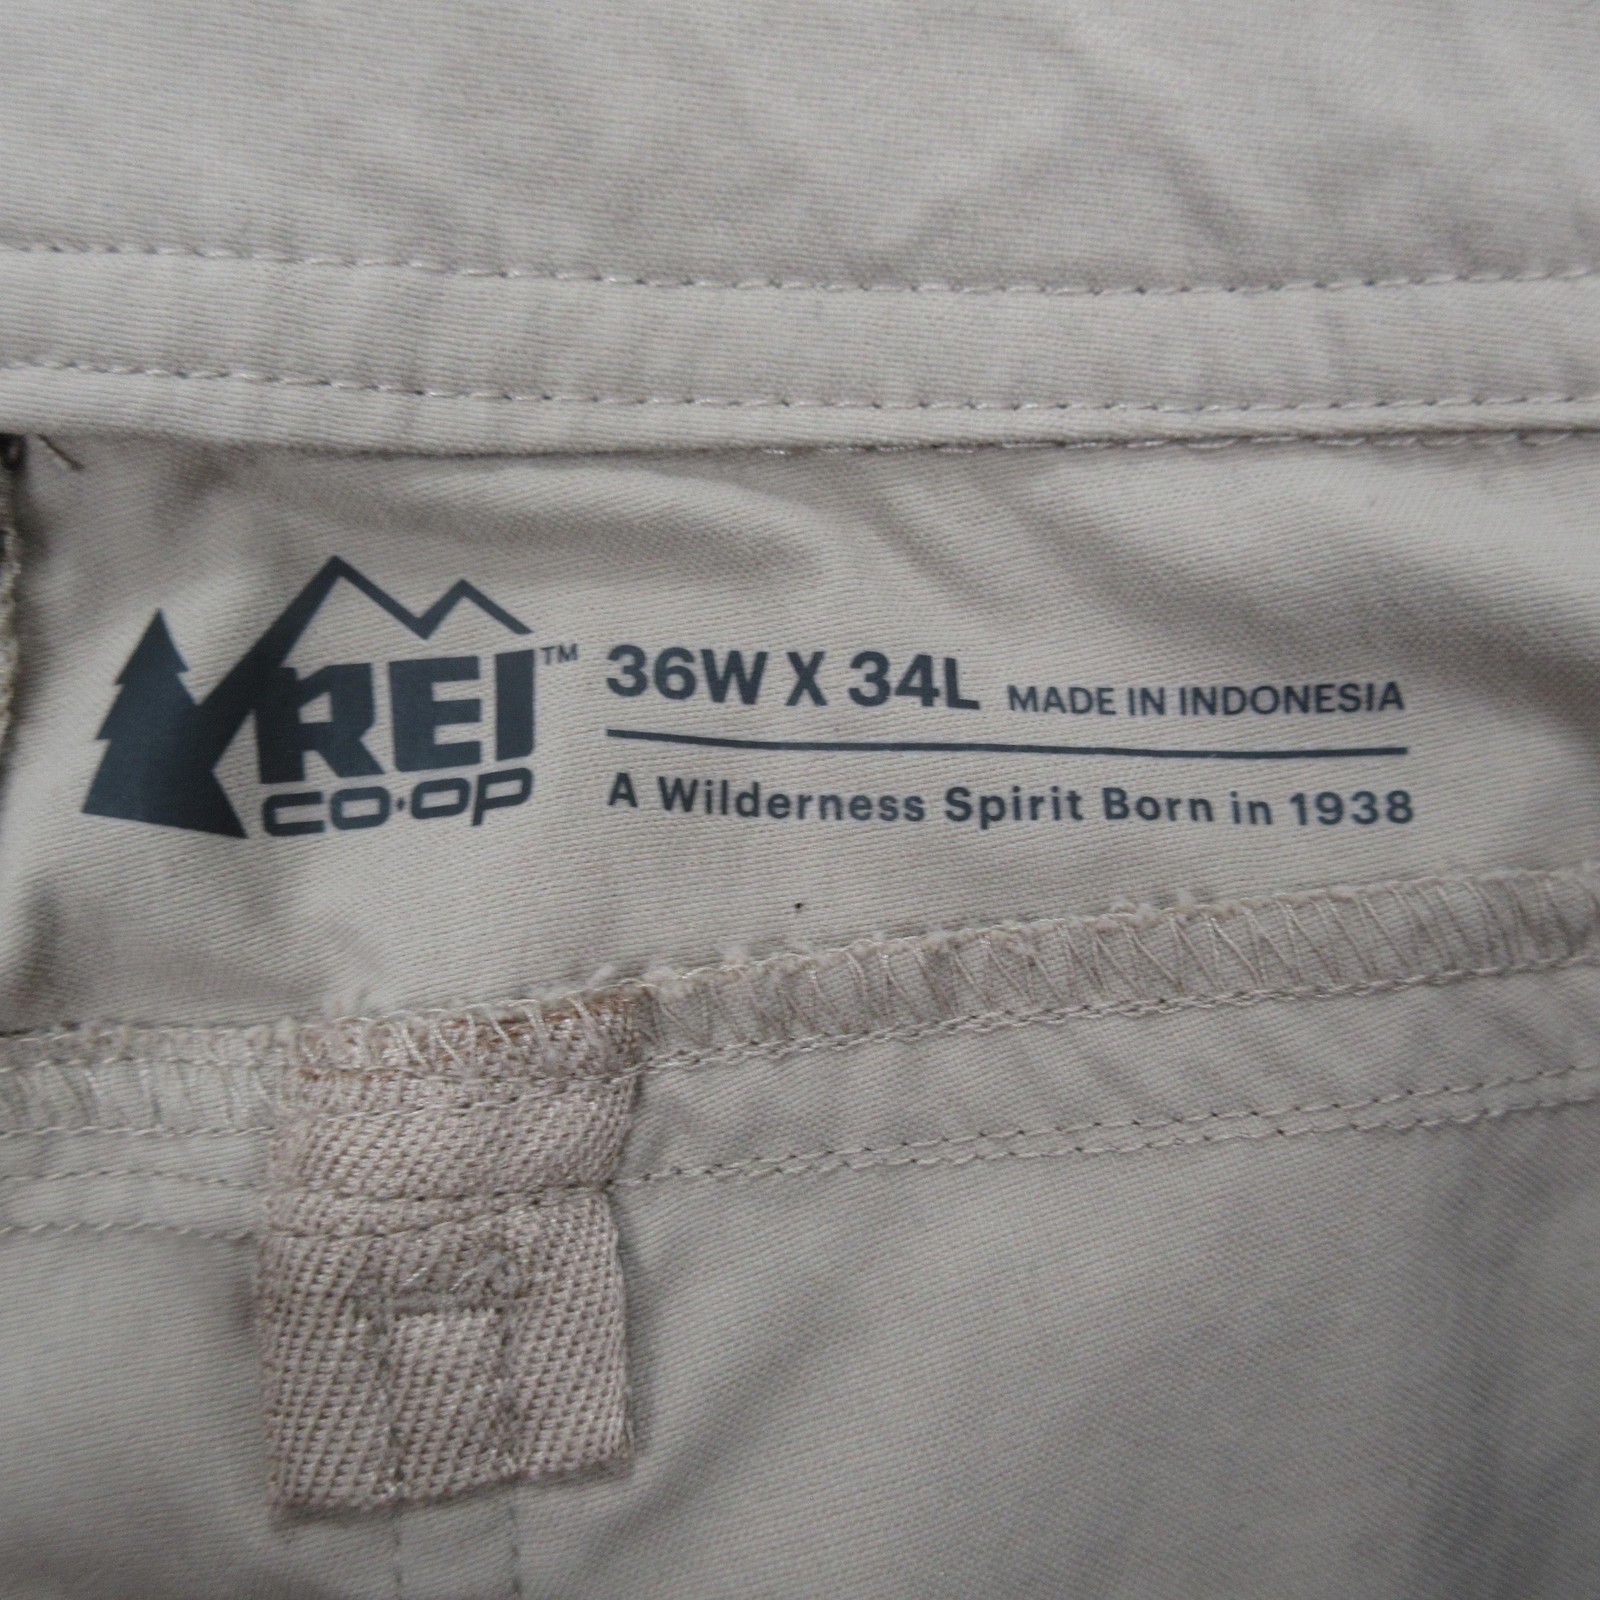 REI™
CO·OP
36W X 34L MADE IN INDONESIA
A Wilderness Spirit Born in 1938